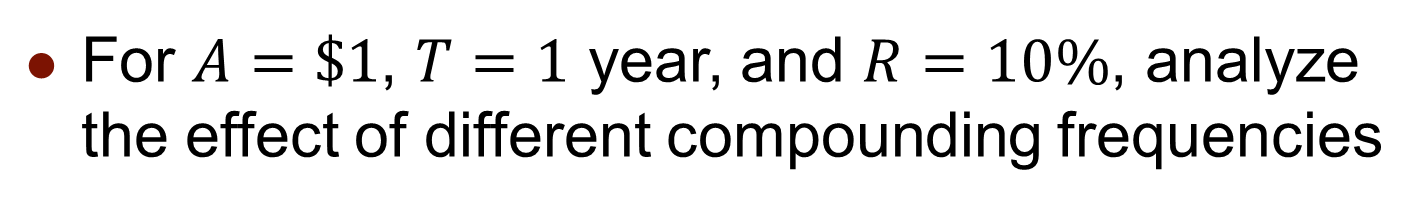 • For A = $1, T = 1 year, and R = 10%, analyze
the effect of different compounding frequencies